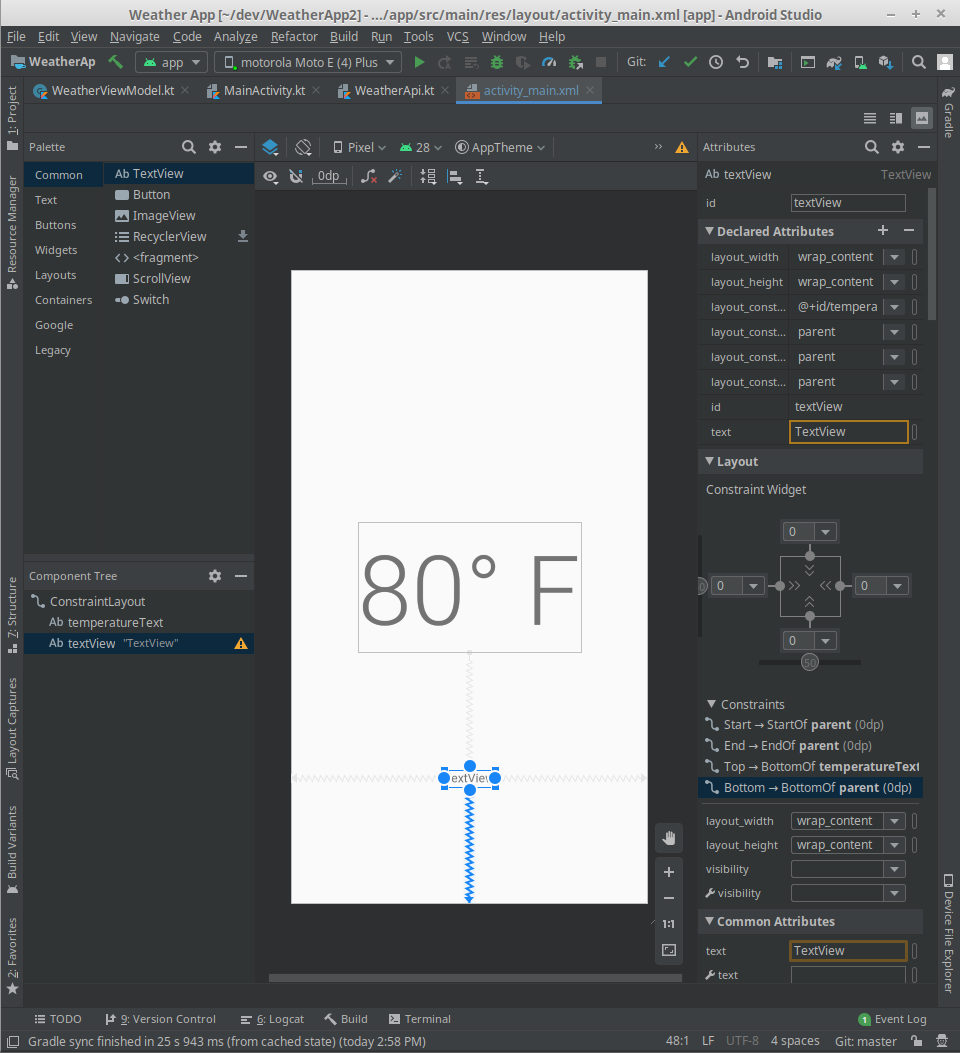 Weather App [~/dev/WeatherApp2] - .../app/src/main/res/layout/activity_main.xml [app] - Android Studio
File Edit View Navigate Code Analyze Refactor Build Run Tools VCS Window Help
WeatherAp app motorola Moto E (4) Plus Git:
WeatherViewModel.kt MainActivity.kt WeatherApi.kt activity_main.xml
1: Project
Resource Manager
7: Structure
Layout Captures
Build Variants
2: Favorites
Palette
Common
Text
Buttons
Widgets
Layouts
Containers
Google
Legacy
Ab TextView
Button
ImageView
RecyclerView
<fragment>
ScrollView
Switch
Component Tree
ConstraintLayout
Ab temperatureText
Ab textView "TextView"
Pixel 28 AppTheme
0dp
80° F
extVie
1:1
Attributes
Ab textView TextView
id textView
Declared Attributes
layout_width wrap_content
layout_height wrap_content
layout_const... @+id/tempera
layout_const... parent
layout_const... parent
layout_const... parent
id textView
text TextView
Layout
Constraint Widget
0
0 0
0
50
Constraints
Start → StartOf parent (0dp)
End → EndOf parent (0dp)
Top → BottomOf temperatureText
Bottom → BottomOf parent (0dp)
layout_width wrap_content
layout_height wrap_content
visibility
visibility
Common Attributes
text TextView
text
Gradle
Device File Explorer
TODO 9: Version Control 6: Logcat Build Terminal 1 Event Log
Gradle sync finished in 25 s 943 ms (from cached state) (today 2:58 PM) 48:1 LF UTF-8 4 spaces Git: master